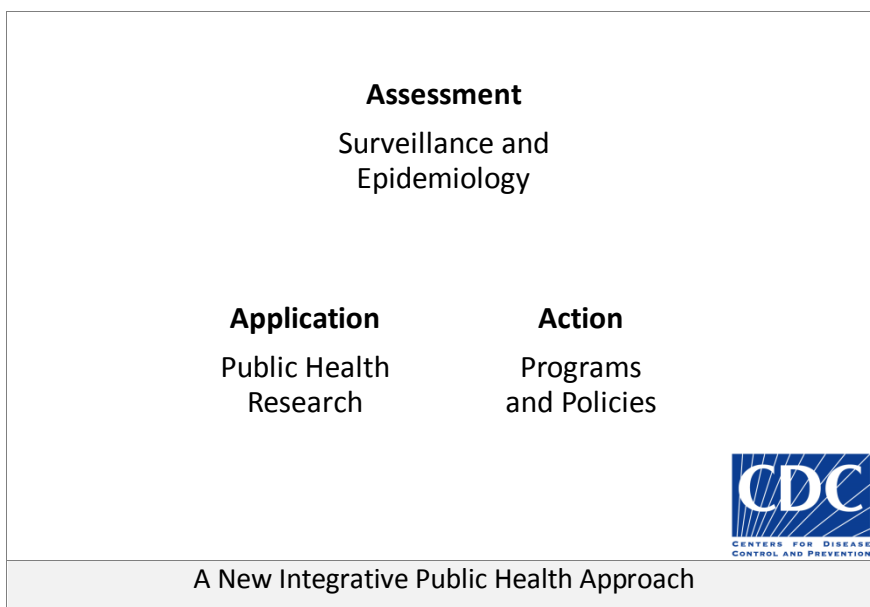 Assessment
Surveillance and
Epidemiology
Application
Public Health
Research
Action
Programs
and Policies
CDC
CENTERS FOR DISEASE
CONTROL AND PREVENTION
A New Integrative Public Health Approach